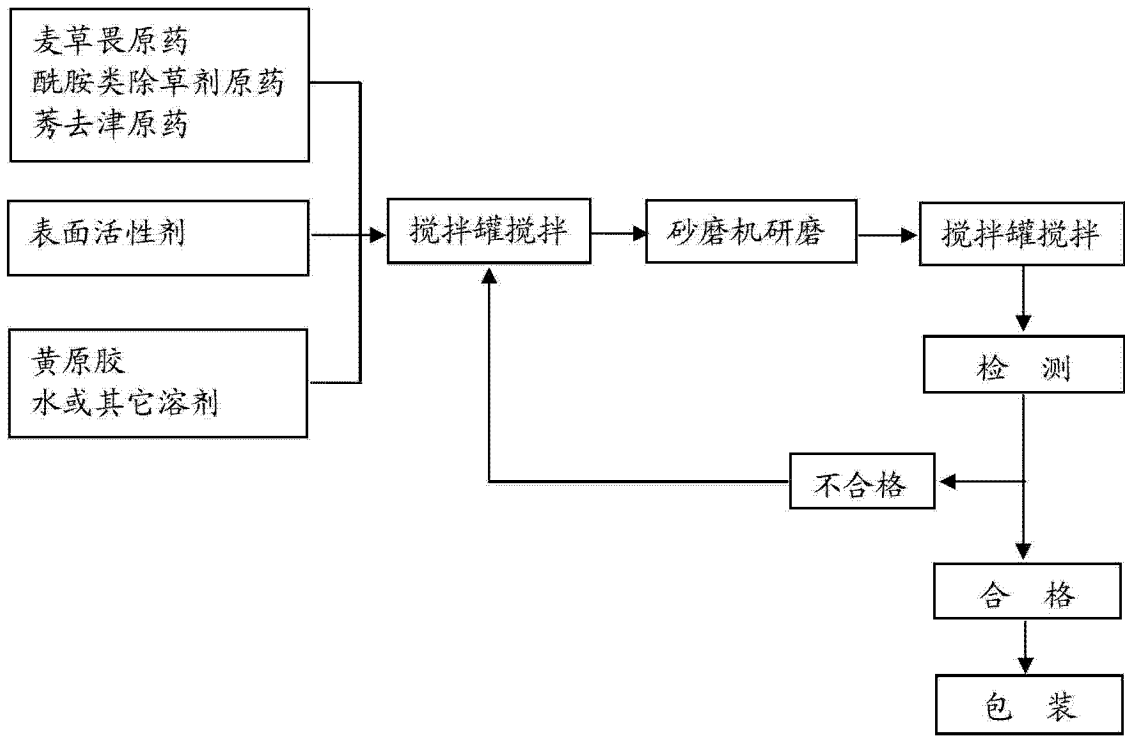 麦草畏原药
酰胺类除草剂原药
莠去津原药
表面活性剂
黄原胶
水或其它溶剂
搅拌罐搅拌
砂磨机研磨
搅拌罐搅拌
检 测
不合格
合 格
包 装